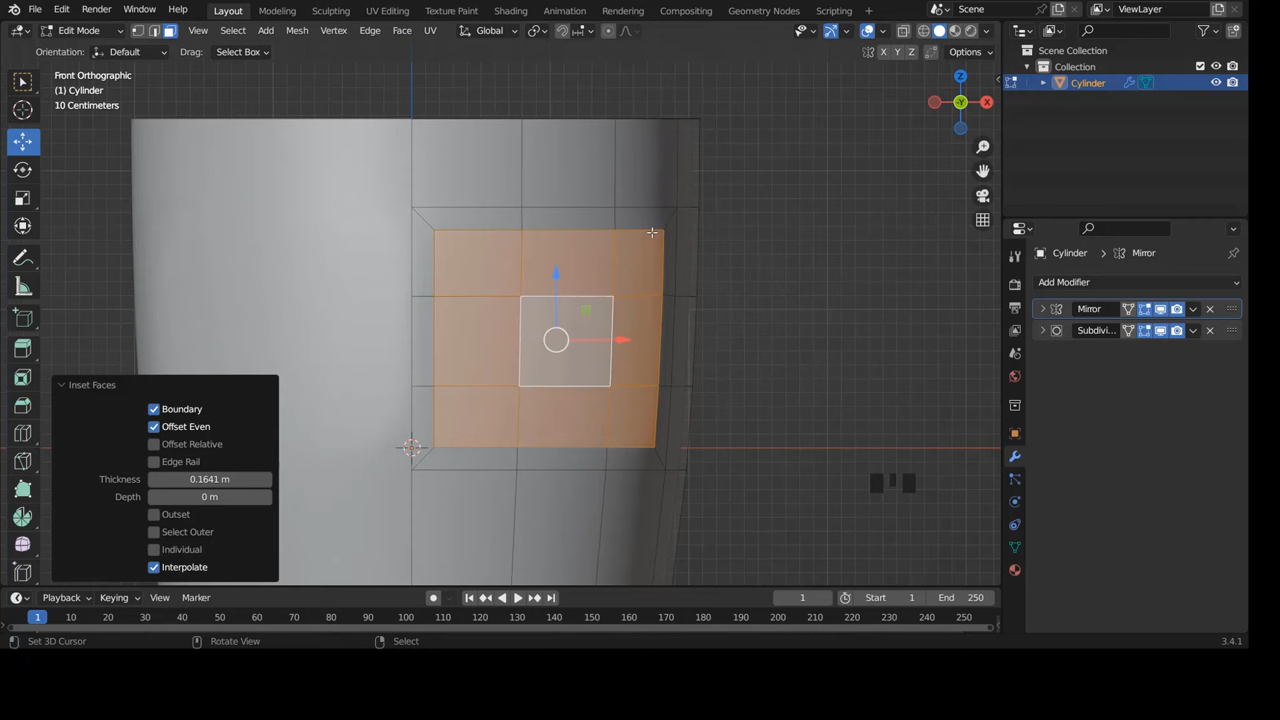 File Edit Render Window Help Layout Modeling Sculpting UV Editing Texture Paint Shading Animation Rendering Compositing Geometry Nodes Scripting Scene ViewLayer
Edit Mode View Select Add Mesh Vertex Edge Face UV Global
Orientation: Default Drag: Select Box X Y Z Options
Scene Collection
Collection
Cylinder
Front Orthographic
(1) Cylinder
10 Centimeters
Z
X
-Y
Cylinder Mirror
Add Modifier
Mirror
Subdivi...
Inset Faces
Boundary
Offset Even
Offset Relative
Edge Rail
Thickness 0.1641 m
Depth 0 m
Outset
Select Outer
Individual
Interpolate
Playback Keying View Marker 1 Start 1 End 250
1 10 20 30 40 50 60 70 80 90 100 110 120 130 140 150 160 170 180 190 200 210 220 230 240 250
Set 3D Cursor Rotate View Select 3.4.1